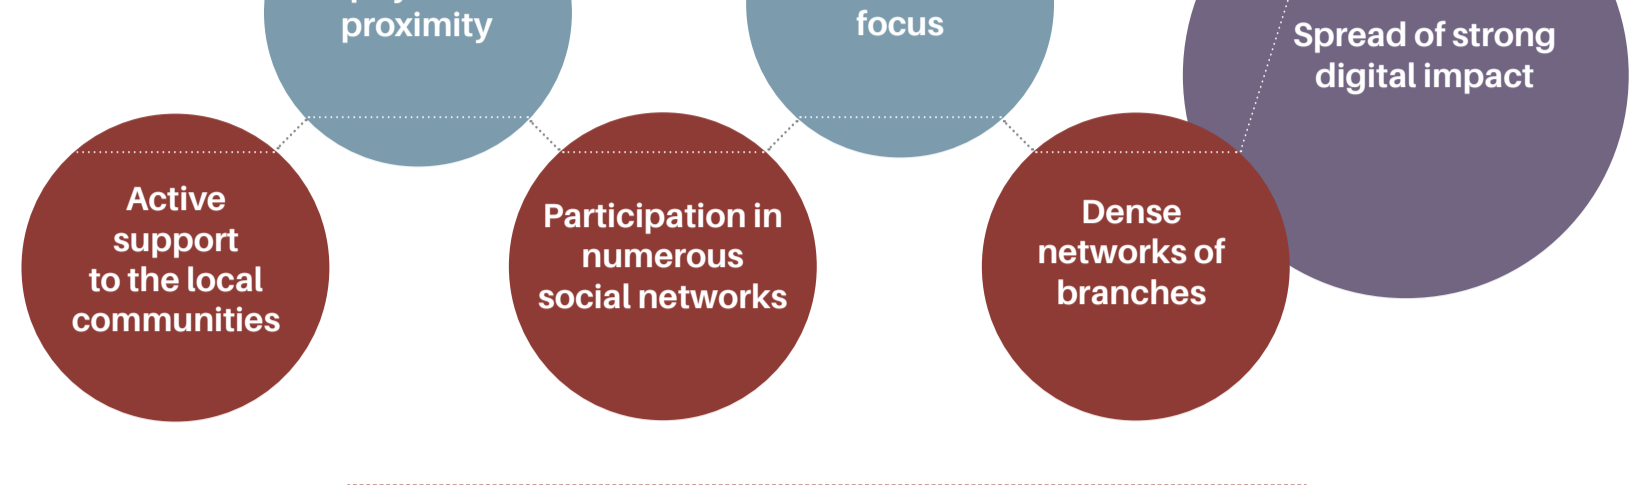 proximity
focus
Spread of strong
digital impact
Active
support
to the local
communities
Participation in
numerous
social networks
Dense
networks of
branches